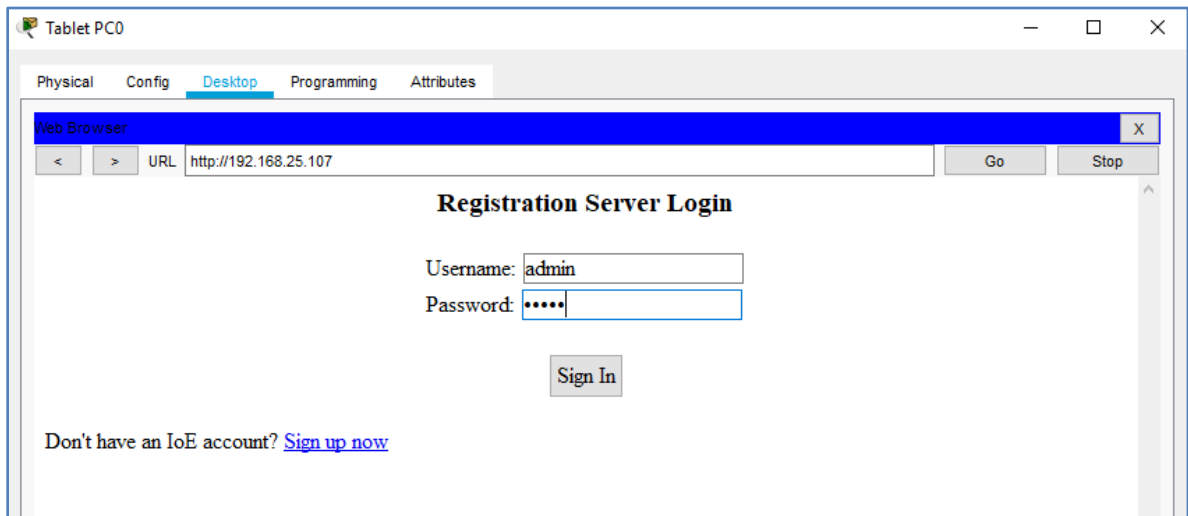 Tablet PC0
Physical Config Desktop Programming Attributes
Web Browser X
< > URL http://192.168.25.107 Go Stop
Registration Server Login
Username: admin
Password: •••••
Sign In
Don't have an IoE account? Sign up now